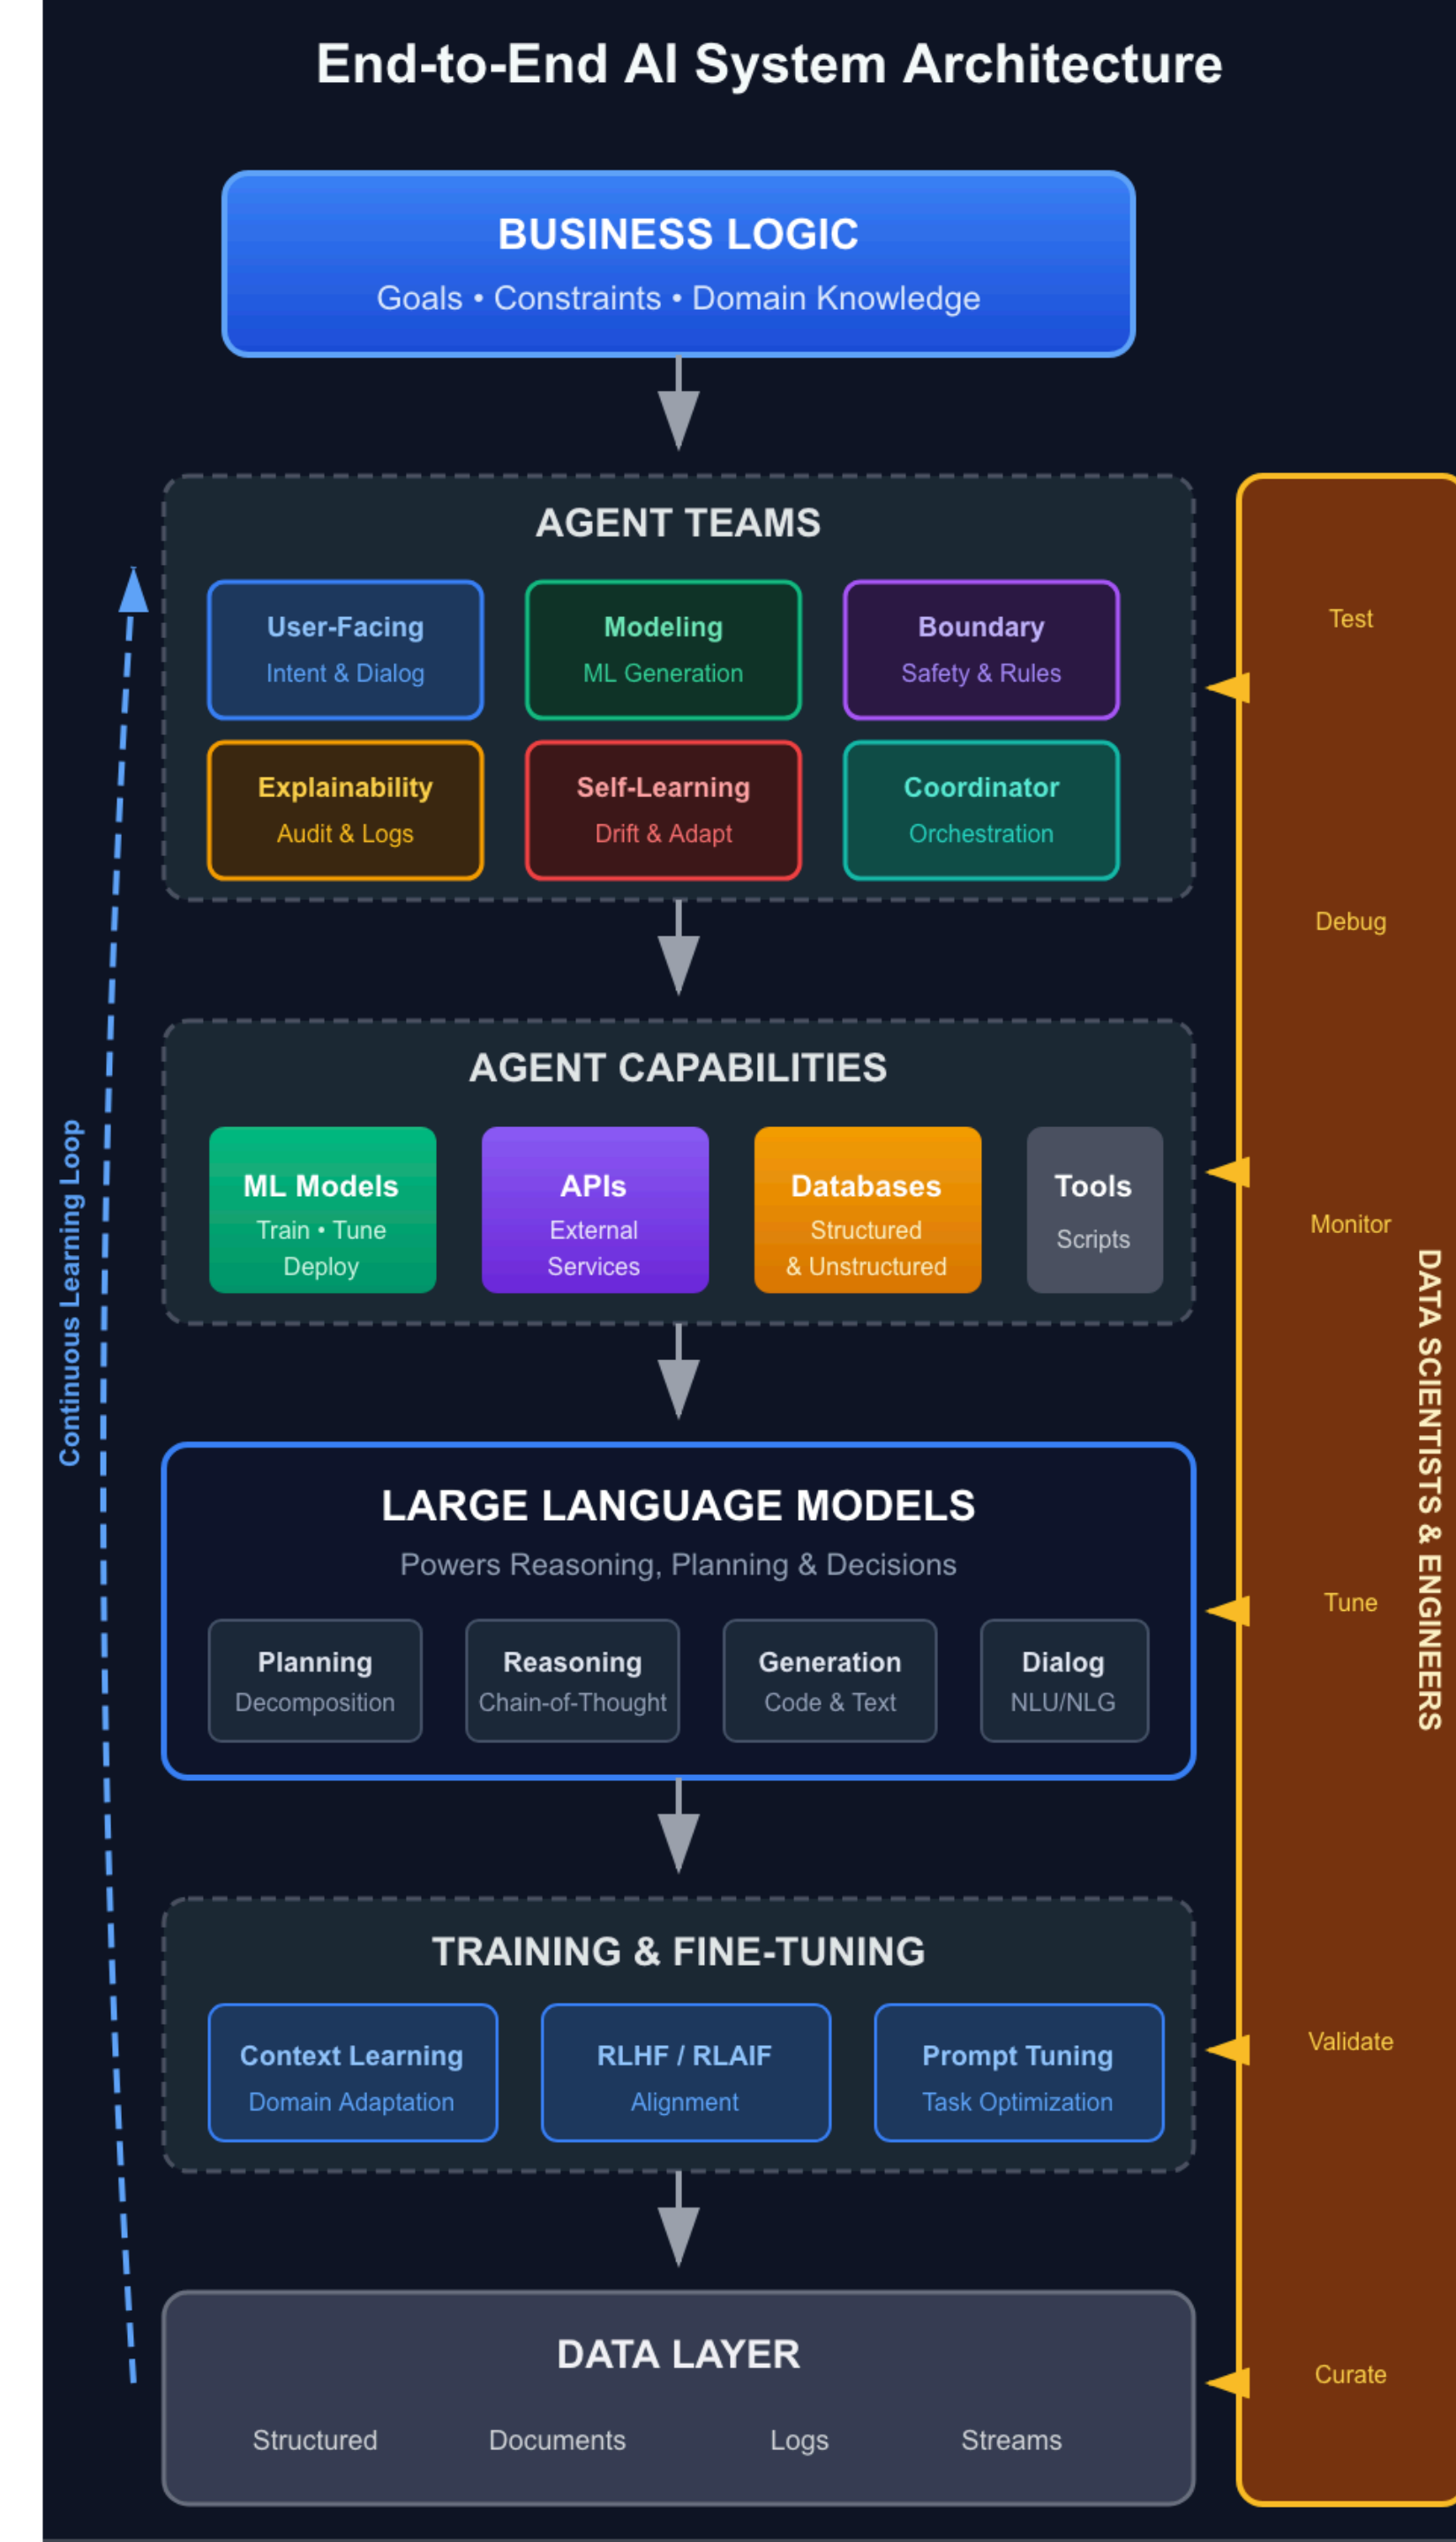 End-to-End AI System Architecture
BUSINESS LOGIC
Goals • Constraints • Domain Knowledge
AGENT TEAMS
User-Facing
Intent & Dialog
Modeling
ML Generation
Boundary
Safety & Rules
Explainability
Audit & Logs
Self-Learning
Drift & Adapt
Coordinator
Orchestration
AGENT CAPABILITIES
ML Models
Train • Tune
Deploy
APIs
External
Services
Databases
Structured
& Unstructured
Tools
Scripts
LARGE LANGUAGE MODELS
Powers Reasoning, Planning & Decisions
Planning
Decomposition
Reasoning
Chain-of-Thought
Generation
Code & Text
Dialog
NLU/NLG
TRAINING & FINE-TUNING
Context Learning
Domain Adaptation
RLHF / RLAIF
Alignment
Prompt Tuning
Task Optimization
DATA LAYER
Structured
Documents
Logs
Streams
Continuous Learning Loop
Test
Debug
Monitor
Tune
Validate
Curate
DATA SCIENTISTS & ENGINEERS